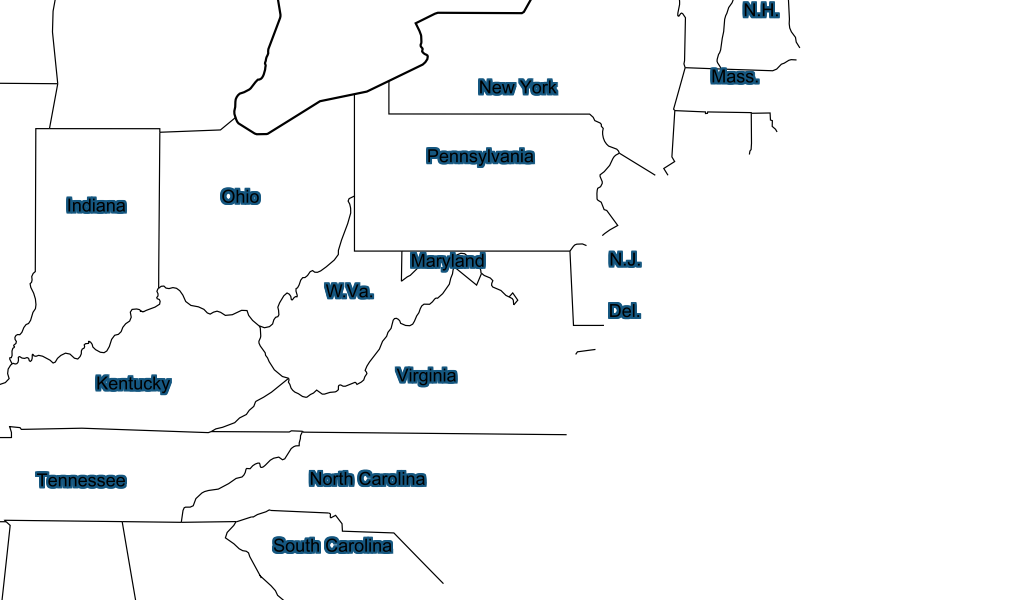 N.H.
Mass.
New York
Pennsylvania
Ohio
Indiana
Maryland
N.J.
W.Va.
Del.
Virginia
Kentucky
North Carolina
Tennessee
South Carolina